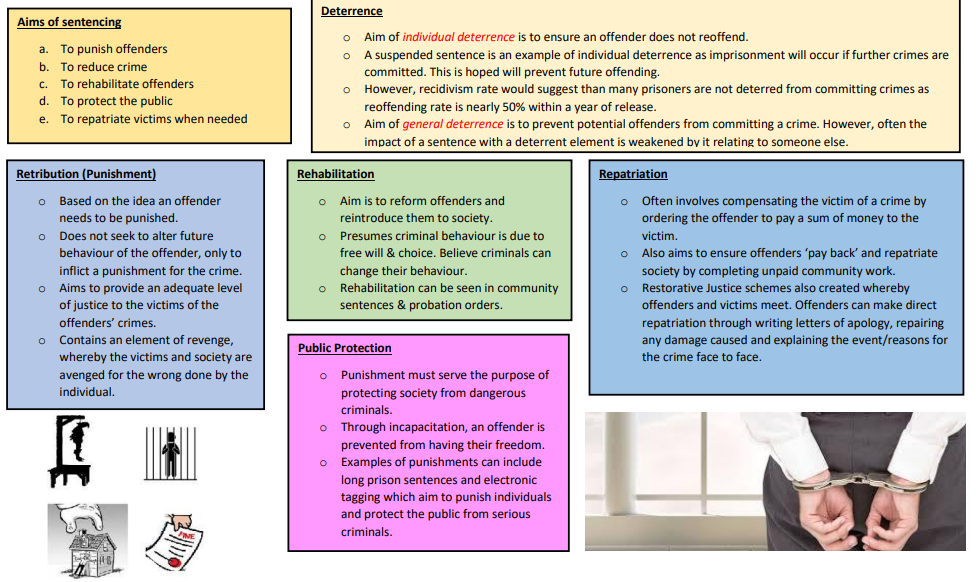 Aims of sentencing
a. To punish offenders
b. To reduce crime
c. To rehabilitate offenders
d. To protect the public
e. To repatriate victims when needed
Deterrence
o Aim of individual deterrence is to ensure an offender does not reoffend.
o A suspended sentence is an example of individual deterrence as imprisonment will occur if further crimes are
committed. This is hoped will prevent future offending.
o However, recidivism rate would suggest than many prisoners are not deterred from committing crimes as
reoffending rate is nearly 50% within a year of release.
o Aim of general deterrence is to prevent potential offenders from committing a crime. However, often the
impact of a sentence with a deterrent element is weakened by it relating to someone else.
Retribution (Punishment)
o Based on the idea an offender
needs to be punished.
o Does not seek to alter future
behaviour of the offender, only to
inflict a punishment for the crime.
o Aims to provide an adequate level
of justice to the victims of the
offenders' crimes.
o Contains an element of revenge,
whereby the victims and society are
avenged for the wrong done by the
individual.
Rehabilitation
o Aim is to reform offenders and
reintroduce them to society.
o Presumes criminal behaviour is due to
free will & choice. Believe criminals can
change their behaviour.
o Rehabilitation can be seen in community
sentences & probation orders.
Repatriation
o Often involves compensating the victim of a crime by
ordering the offender to pay a sum of money to the
victim.
o Also aims to ensure offenders 'pay back' and repatriate
society by completing unpaid community work.
o Restorative Justice schemes also created whereby
offenders and victims meet. Offenders can make direct
repatriation through writing letters of apology, repairing
any damage caused and explaining the event/reasons for
the crime face to face.
Public Protection
o Punishment must serve the purpose of
protecting society from dangerous
criminals.
o Through incapacitation, an offender is
prevented from having their freedom.
o Examples of punishments can include
long prison sentences and electronic
tagging which aim to punish individuals
and protect the public from serious
criminals.
FINE